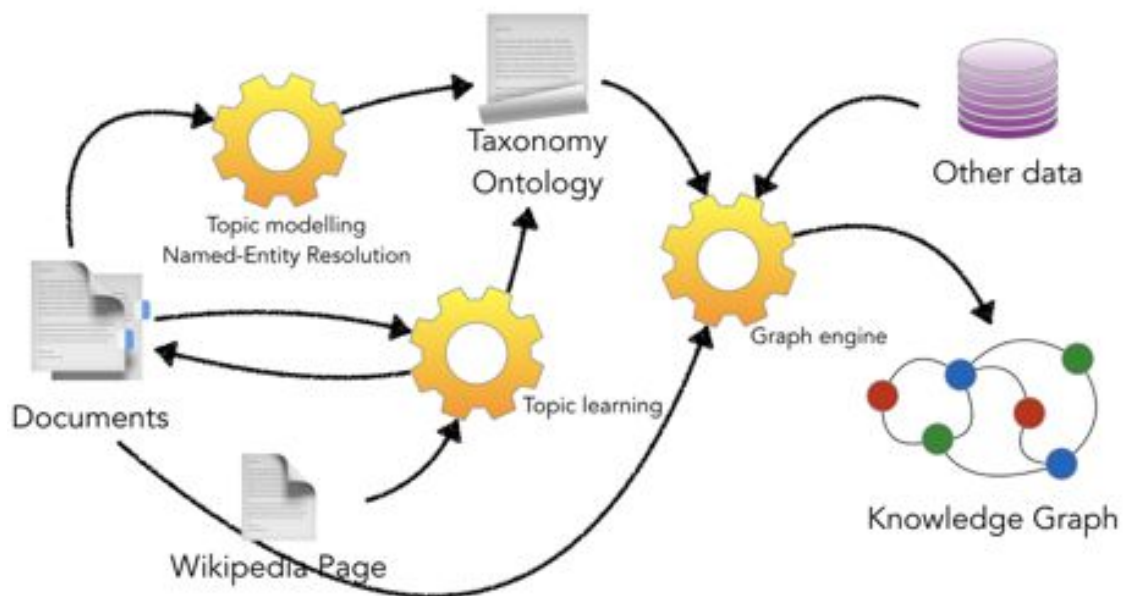 Taxonomy
Ontology
Other data
Topic modelling
Named-Entity Resolution
Graph engine
Documents
Topic learning
Wikipedia Page
Knowledge Graph